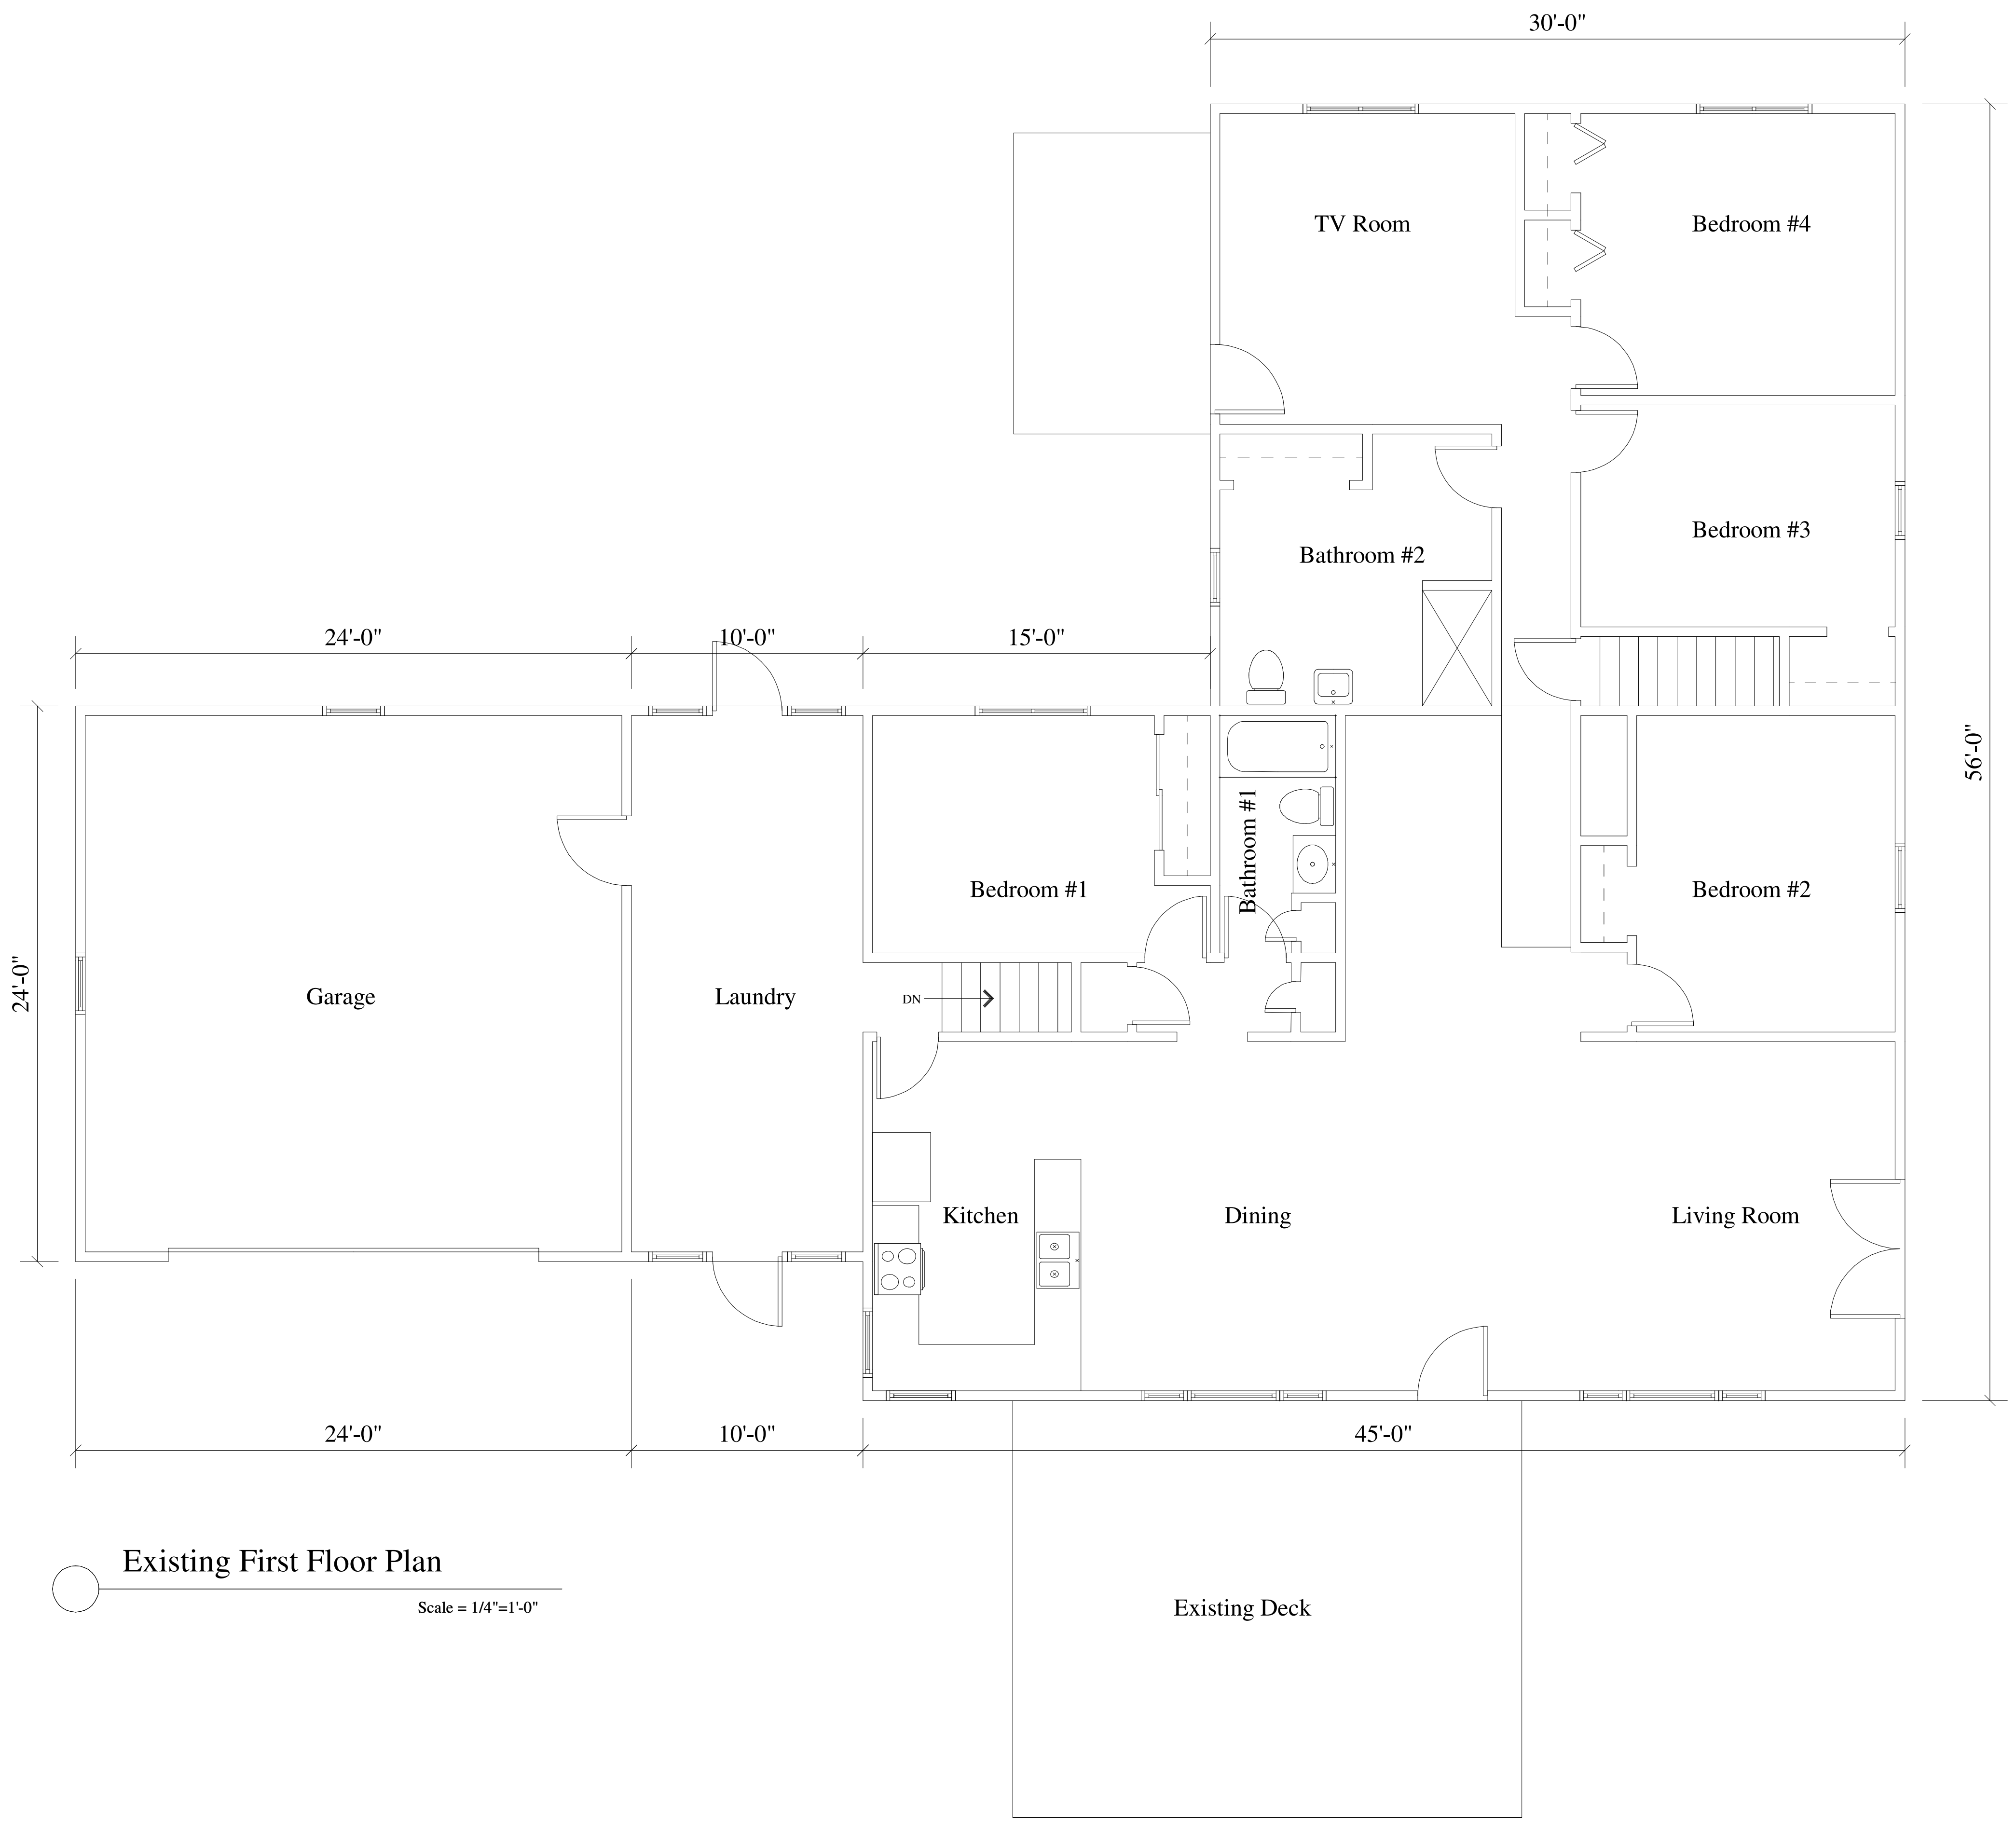 30'-0"
TV Room
Bedroom #4
Bedroom #3
Bathroom #2
24'-0"
10'-0"
15'-0"
56'-0"
Bathroom #1
Bedroom #1
Bedroom #2
24'-0"
Garage
Laundry
DN
Kitchen
Dining
Living Room
24'-0"
10'-0"
45'-0"
Existing First Floor Plan
Scale = 1/4"=1'-0"
Existing Deck